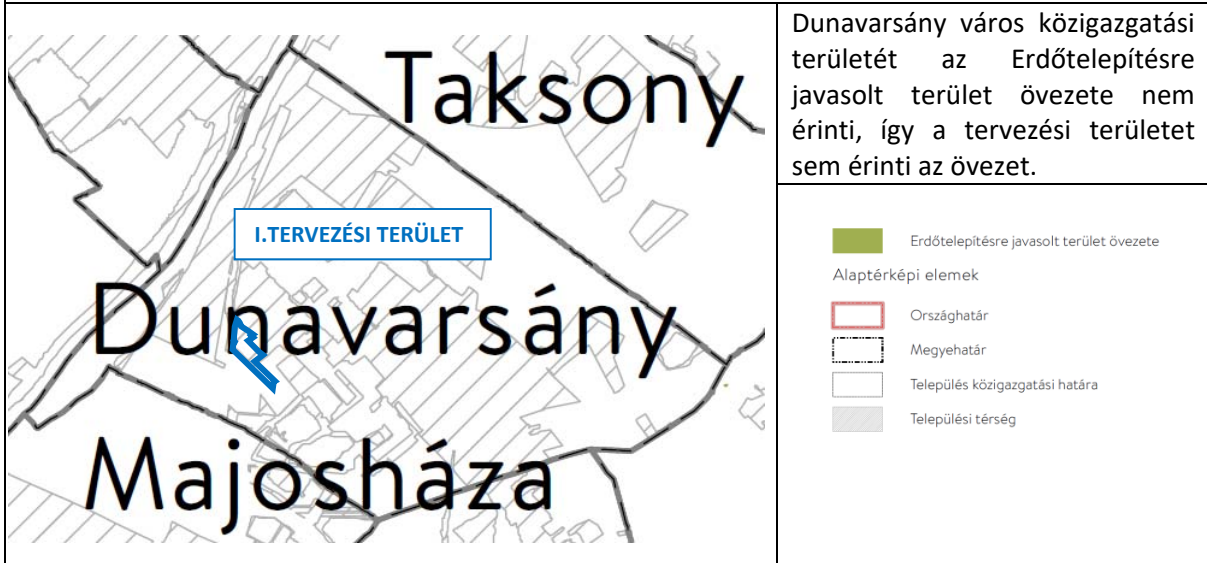 Taksony
I.TERVEZÉSI TERÜLET
Dunavarsány
Majosháza
Dunavarsány város közigazgatási
területét az Erdőtelepítésre
javasolt terület övezete nem
érinti, így a tervezési területet
sem érinti az övezet.
Erdőtelepítésre javasolt terület övezete
Alaptérképi elemek
Országhatár
Megyehatár
Település közigazgatási határa
Települési térség